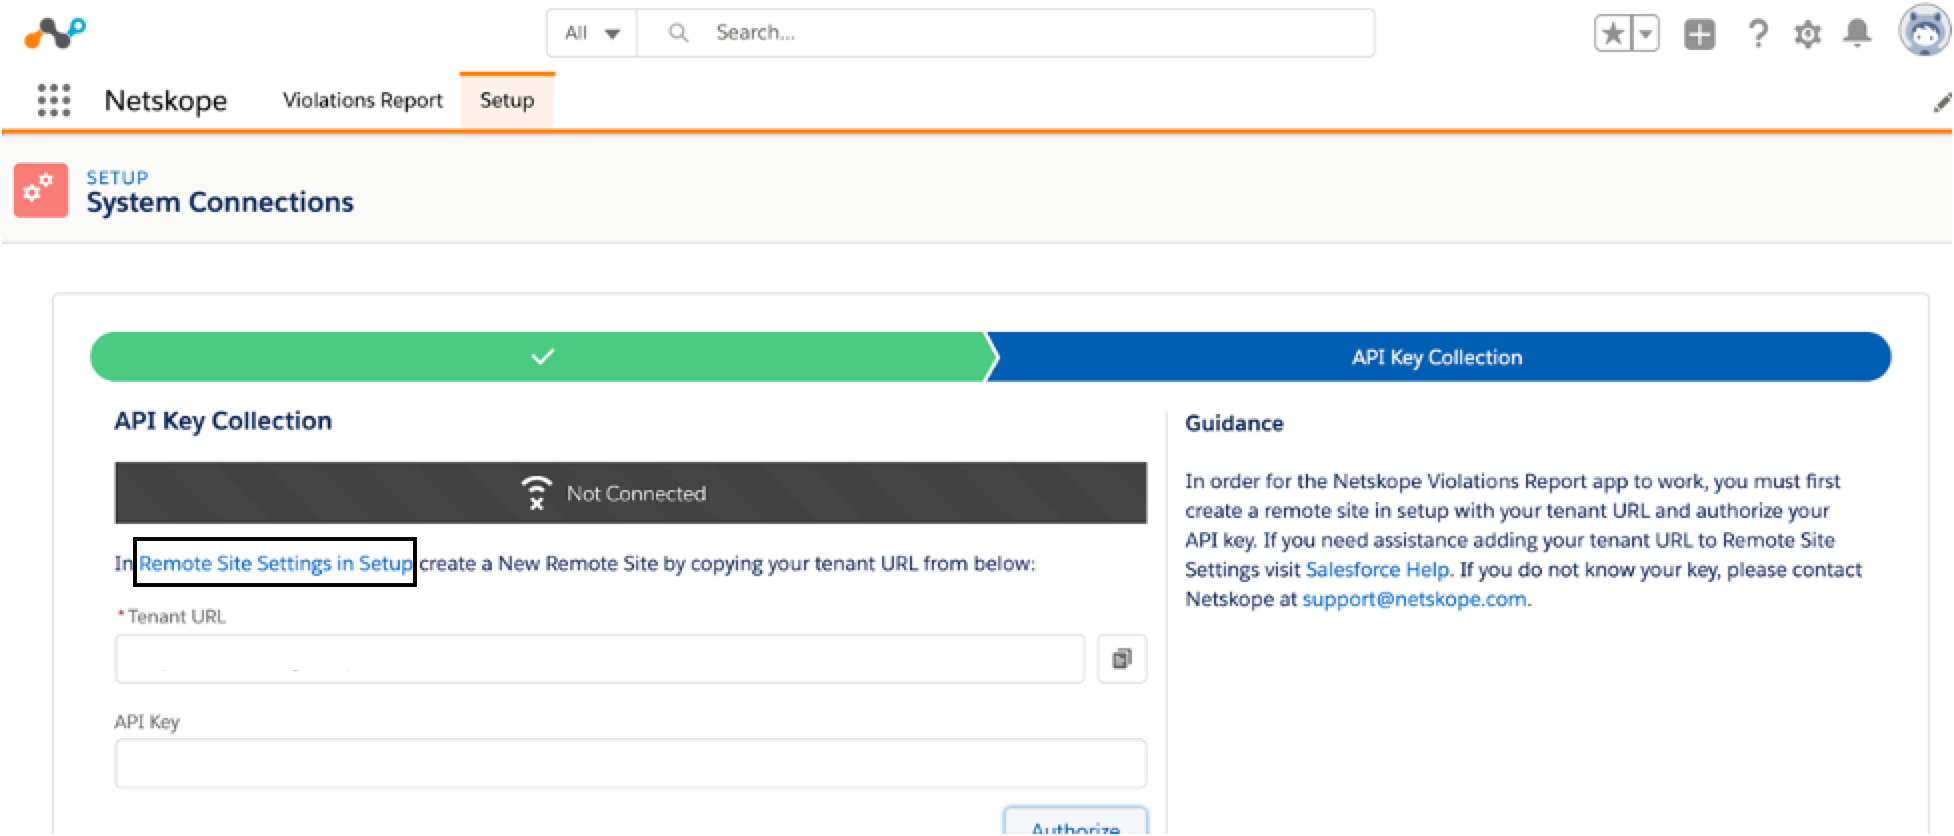 All
Search...
Netskope
Violations Report
Setup
SETUP
System Connections
API Key Collection
API Key Collection
Not Connected
In Remote Site Settings in Setup create a New Remote Site by copying your tenant URL from below:
*Tenant URL
API Key
Authorize
Guidance
In order for the Netskope Violations Report app to work, you must first
create a remote site in setup with your tenant URL and authorize your
API key. If you need assistance adding your tenant URL to Remote Site
Settings visit Salesforce Help. If you do not know your key, please contact
Netskope at support@netskope.com.